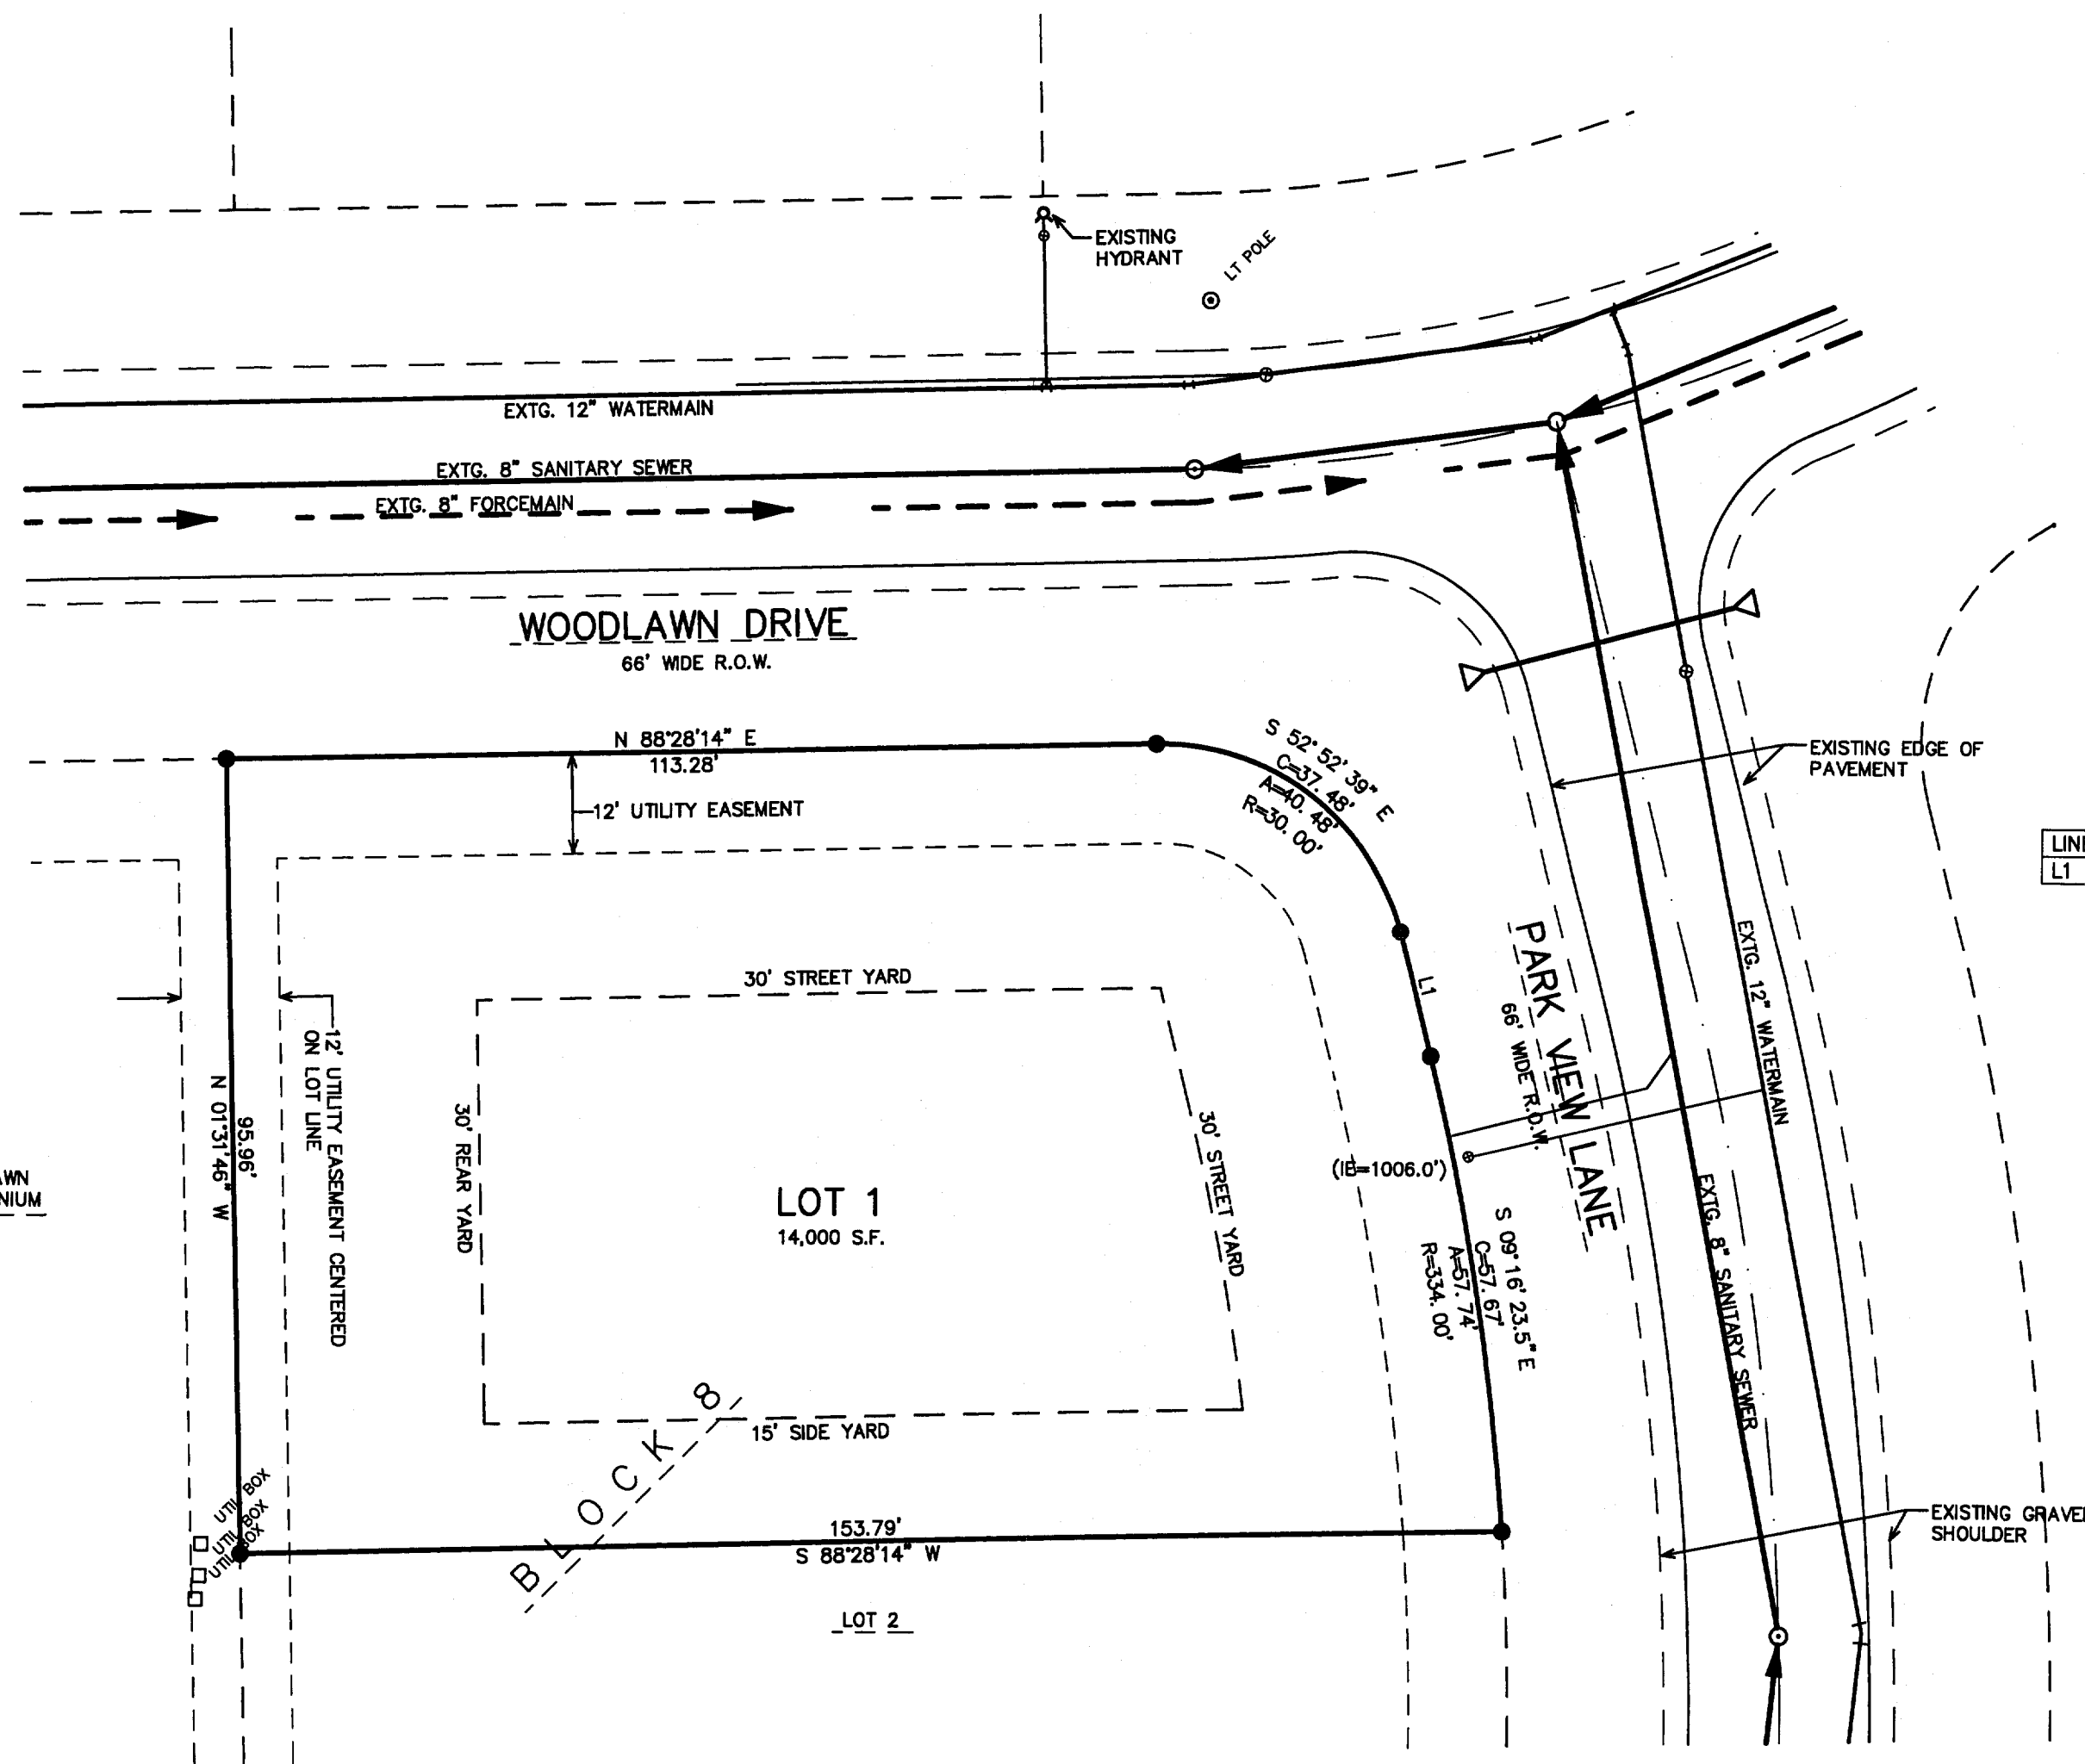 EXISTING
HYDRANT
LT POLE
EXTG. 12" WATERMAIN
EXTG. 8" SANITARY SEWER
EXTG. 8" FORCEMAIN
WOODLAWN DRIVE
66' WIDE R.O.W.
N 88°28'14" E
113.28'
12' UTILITY EASEMENT
S 52°52'39" E
C=37.48'
A=40.48'
R=30.00'
EXISTING EDGE OF
PAVEMENT
L1
L1
PARK VIEW LANE
66' WIDE R.O.W.
EXTG. 12" WATERMAIN
30' STREET YARD
12' UTILITY EASEMENT CENTERED
ON LOT LINE
N 01°31'46" W
95.96'
30' REAR YARD
30' STREET YARD
(IE=1006.0')
LOT 1
14,000 S.F.
S 09°16'23.5" E
C=57.67'
A=57.74'
R=334.00'
EXTG. 8" SANITARY SEWER
15' SIDE YARD
BLOCK 8
UTIL BOX
UTIL BOX
UTIL BOX
153.79'
S 88°28'14" W
EXISTING
SHOULDER
LOT 2